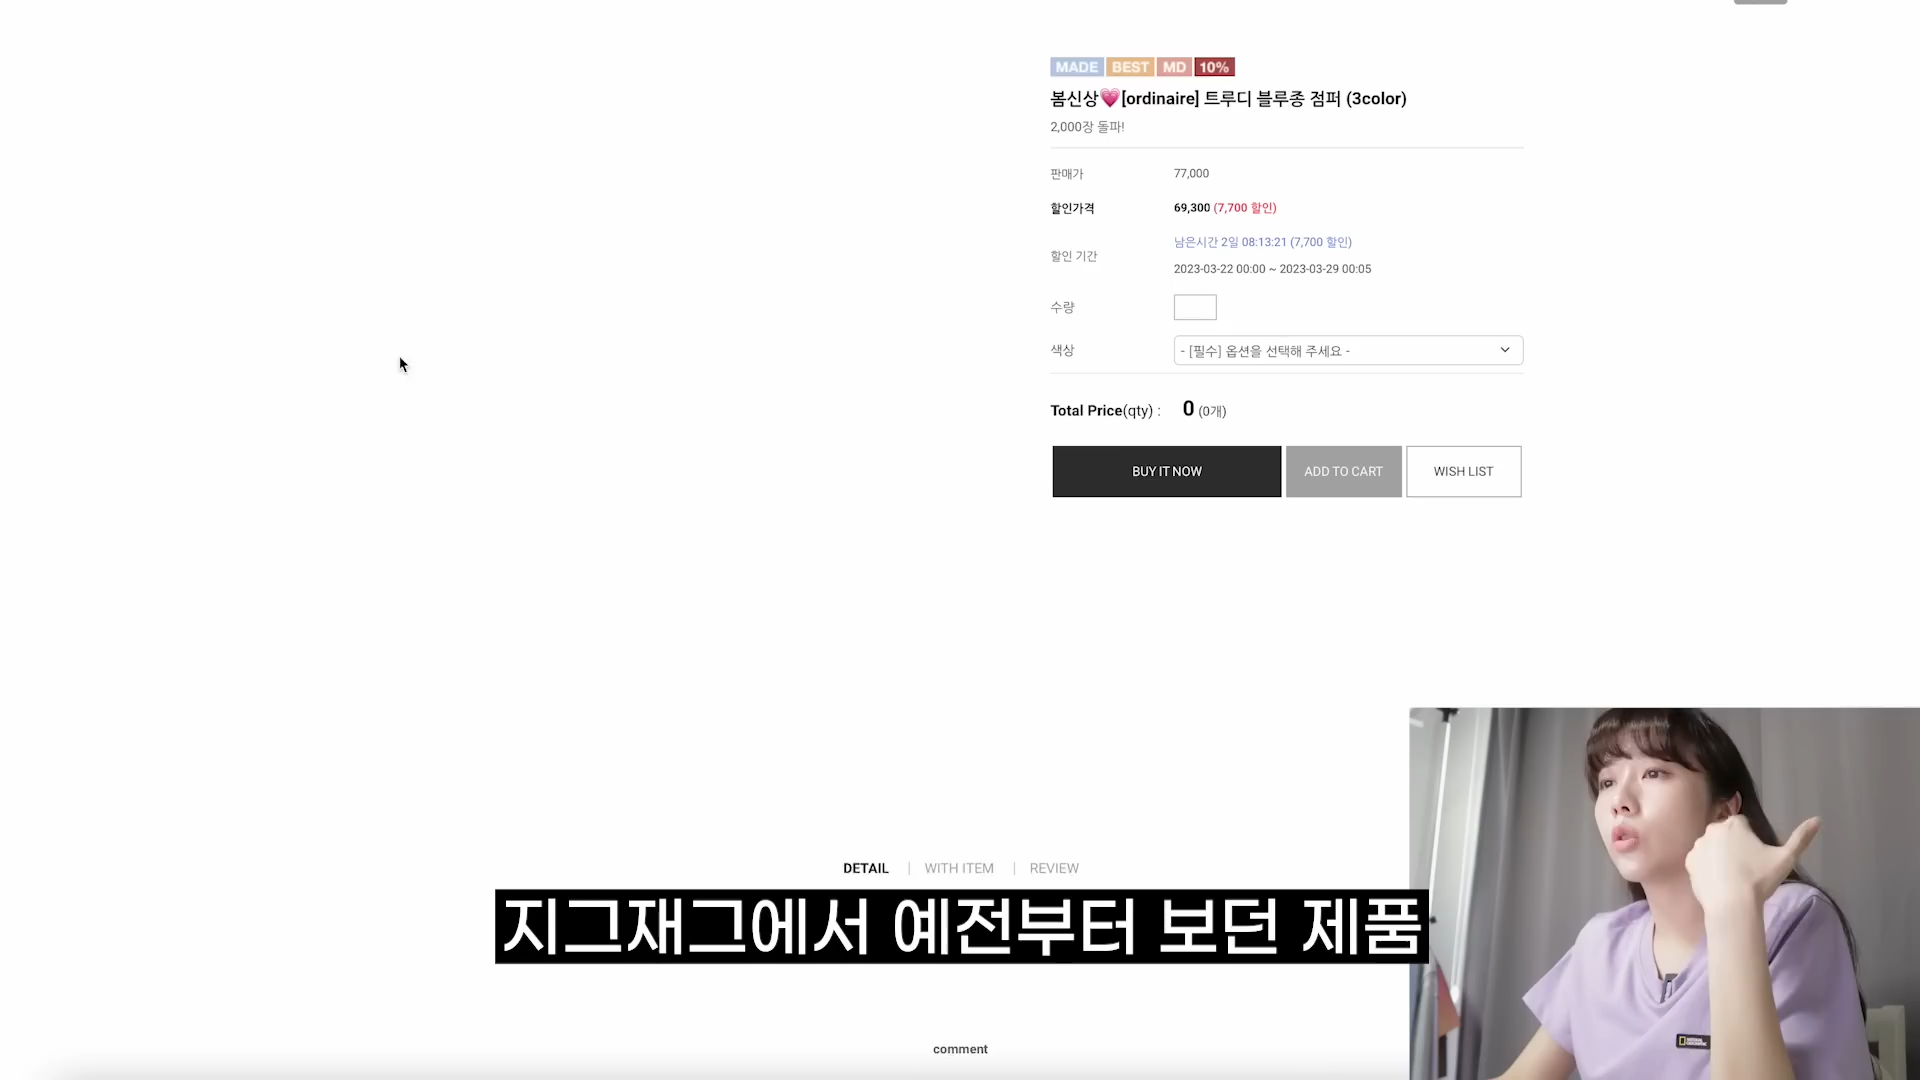 MADE BEST MD 10%
봄신상💗[ordinaire] 트루디 블루종 점퍼 (3color)
2,000장 돌파!
판매가 77,000
할인가격 69,300 (7,700 할인)
할인 기간 남은시간 2일 08:13:21 (7,700 할인)
2023-03-22 00:00 ~ 2023-03-29 00:05
수량
색상 - [필수] 옵션을 선택해 주세요 -
Total Price(qty) : 0 (0개)
BUY IT NOW ADD TO CART WISH LIST
DETAIL | WITH ITEM | REVIEW
지그재그에서 예전부터 보던 제품
comment
NATIONAL GEOGRAPHIC